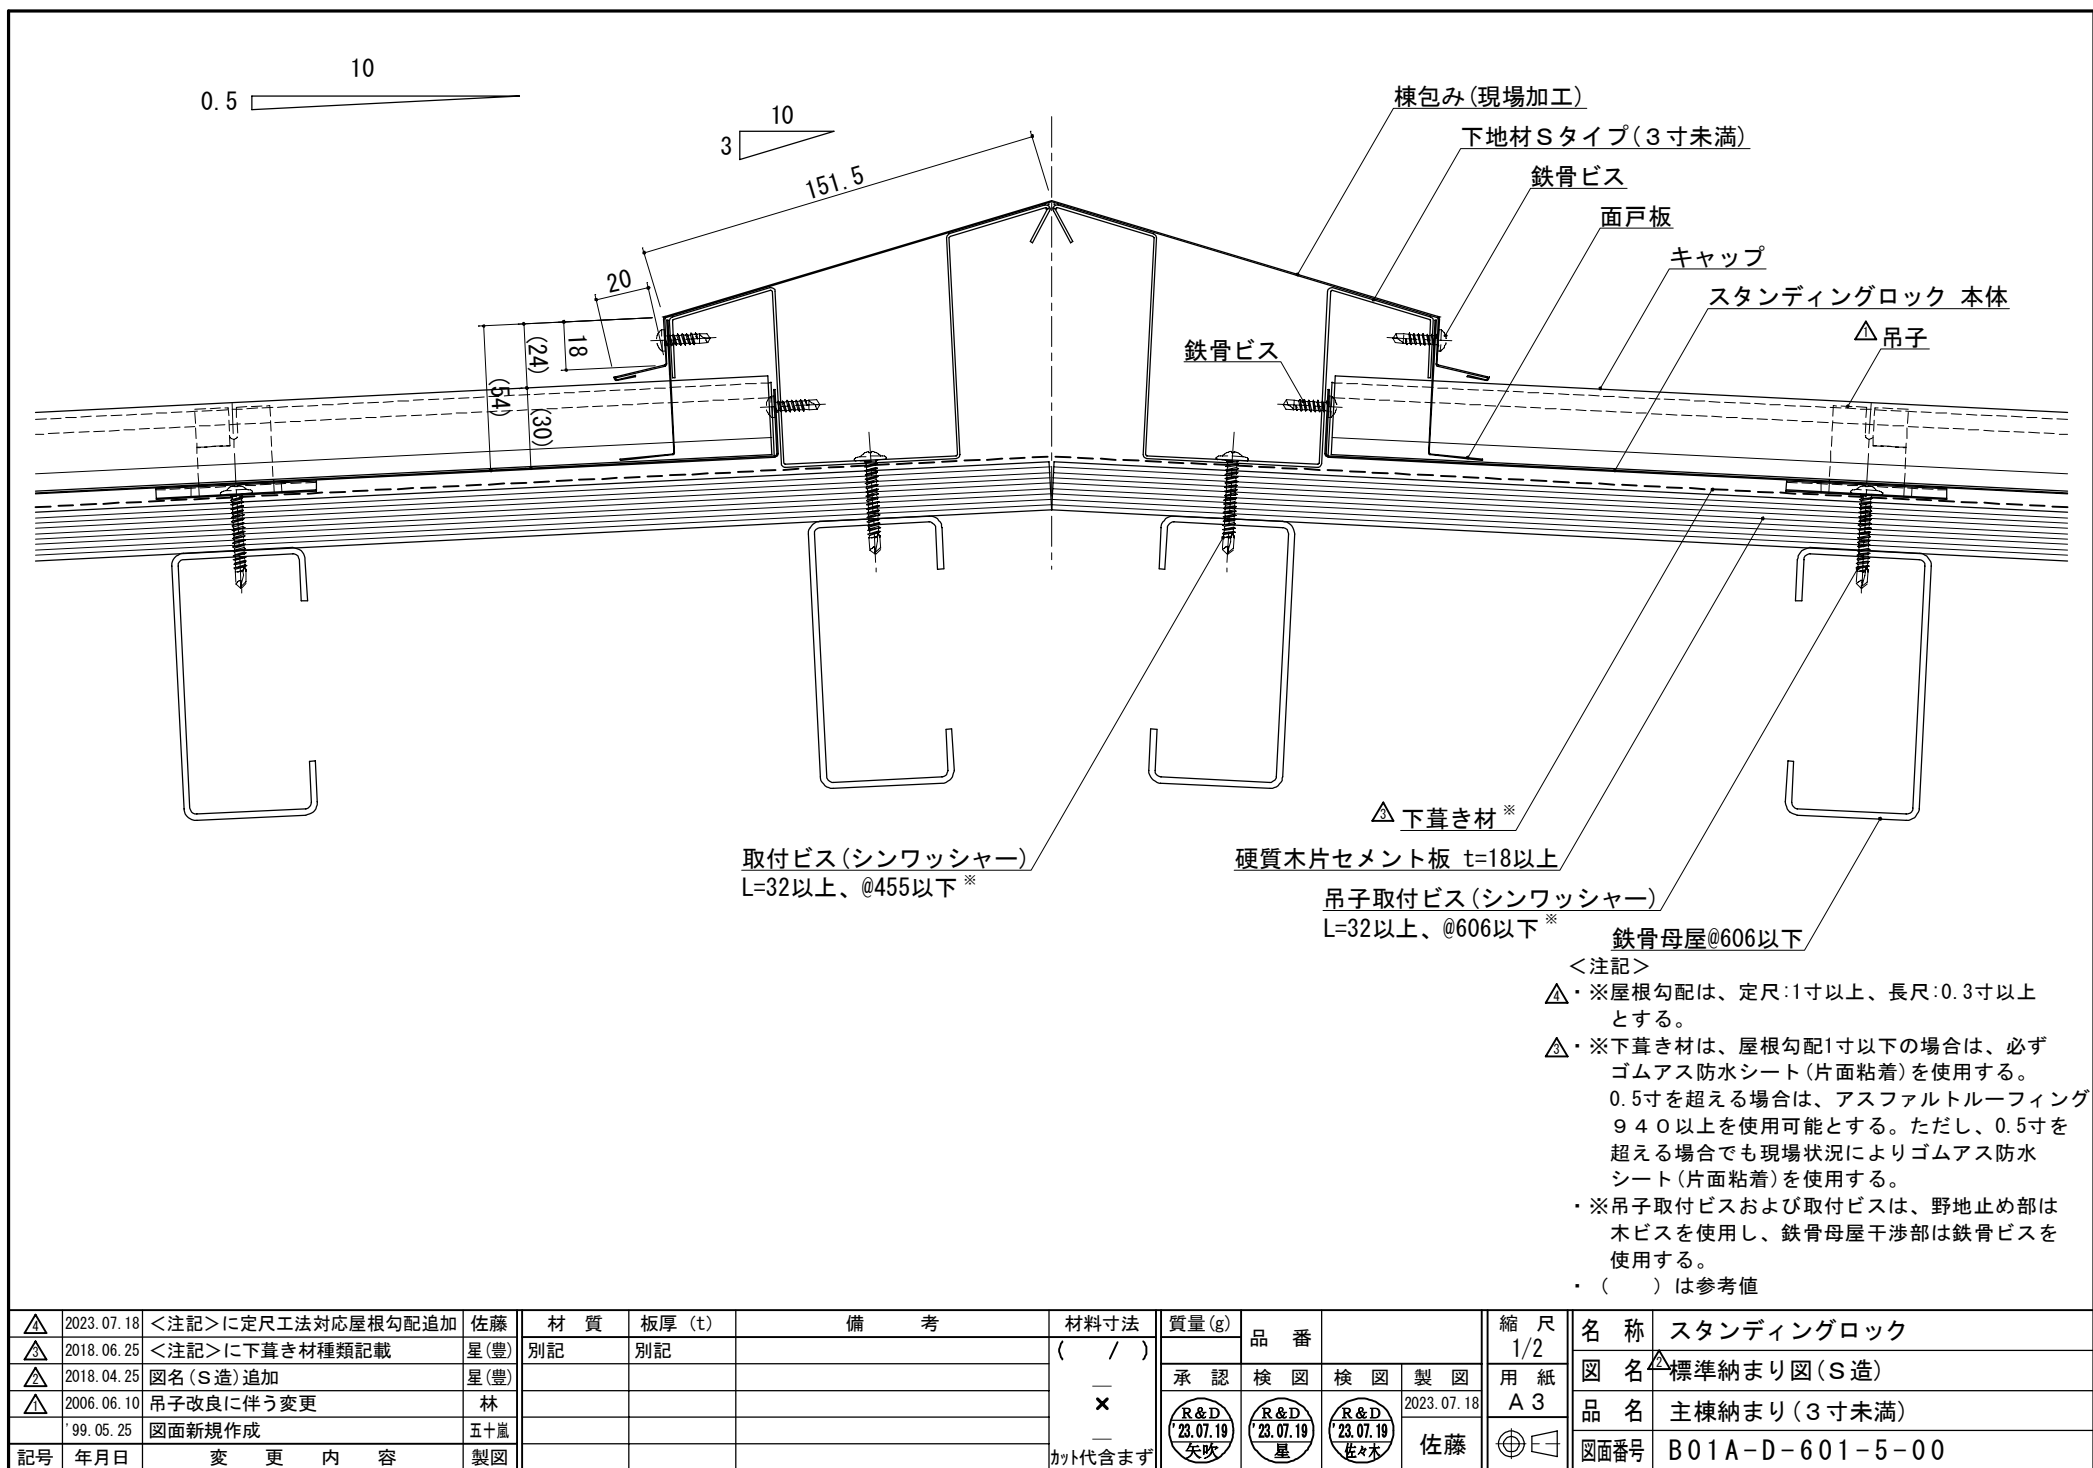 10
0.5
10
3
151.5
20
18
(24)
(54)
(30)
棟包み(現場加工)
下地材Sタイプ(3寸未満)
鉄骨ビス
面戸板
キャップ
スタンディングロック 本体
1 吊子
鉄骨ビス
3 下葺き材※
取付ビス(シンワッシャー)
L=32以上、@455以下※
硬質木片セメント板 t=18以上
吊子取付ビス(シンワッシャー)
L=32以上、@606以下※
鉄骨母屋@606以下
<注記>
4・※屋根勾配は、定尺:1寸以上、長尺:0.3寸以上
とする。
3・※下葺き材は、屋根勾配1寸以下の場合は、必ず
ゴムアス防水シート(片面粘着)を使用する。
0.5寸を超える場合は、アスファルトルーフィング
940以上を使用可能とする。ただし、0.5寸を
超える場合でも現場状況によりゴムアス防水
シート(片面粘着)を使用する。
・※吊子取付ビスおよび取付ビスは、野地止め部は
木ビスを使用し、鉄骨母屋干渉部は鉄骨ビスを
使用する。
・( )は参考値
4 2023.07.18 <注記>に定尺工法対応屋根勾配追加 佐藤
3 2018.06.25 <注記>に下葺き材種類記載 星(豊)
2 2018.04.25 図名(S造)追加 星(豊)
1 2006.06.10 吊子改良に伴う変更 林
'99.05.25 図面新規作成 五十嵐
記号 年月日 変更内容 製図
材質 板厚(t) 備考 材料寸法
別記 別記
( / )
×
カット代含まず
質量(g) 品番
承認 検図 検図 製図
R&D '23.07.19 矢吹
R&D '23.07.19 星
R&D '23.07.19 佐々木
2023.07.18
佐藤
縮尺
1/2
用紙
A3
名称 スタンディングロック
図名 2 標準納まり図(S造)
品名 主棟納まり(3寸未満)
図面番号 B01A-D-601-5-00